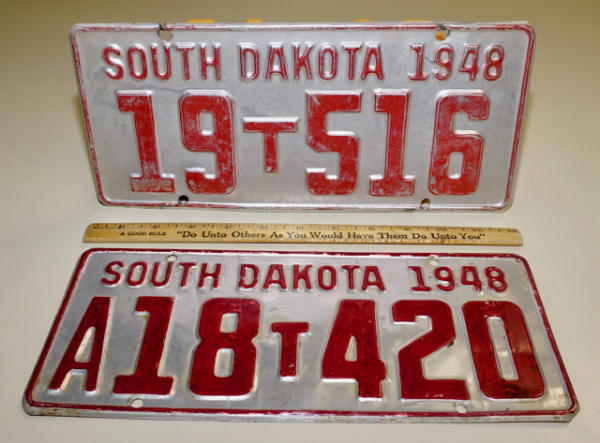 SOUTH DAKOTA 1948
19T516
A GOOD RULE "Do Unto Others As You Would Have Them Do Unto You"
SOUTH DAKOTA 1948
A18T420